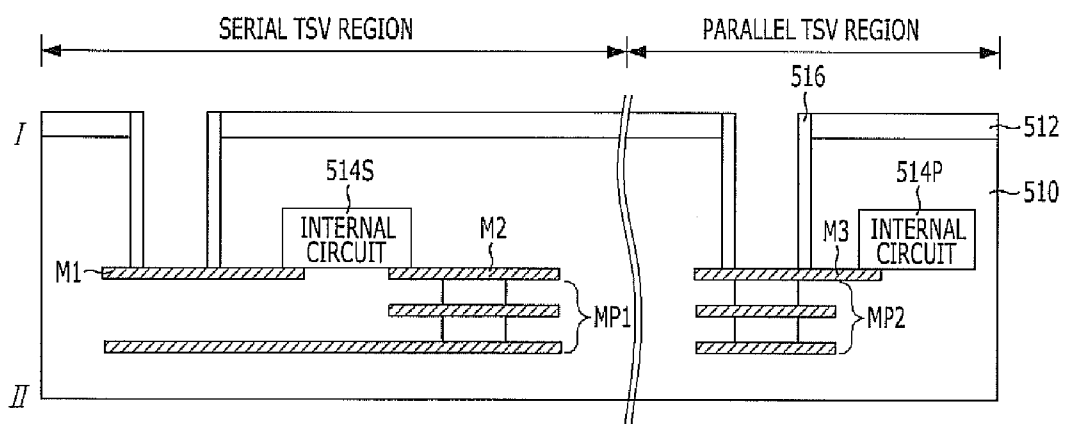 SERIAL TSV REGION
PARALLEL TSV REGION
516
I
512
514S
514P
510
INTERNAL
CIRCUIT
INTERNAL
CIRCUIT
M2
M3
M1
MP1
MP2
II